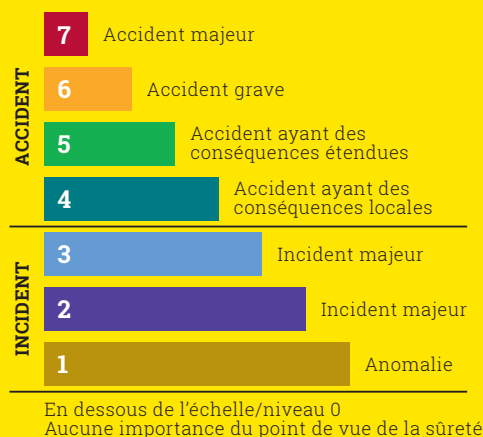 ACCIDENT
7 Accident majeur
6 Accident grave
5 Accident ayant des
conséquences étendues
4 Accident ayant des
conséquences locales
INCIDENT
3 Incident majeur
2 Incident majeur
1 Anomalie
En dessous de l’échelle/niveau 0
Aucune importance du point de vue de la sûreté